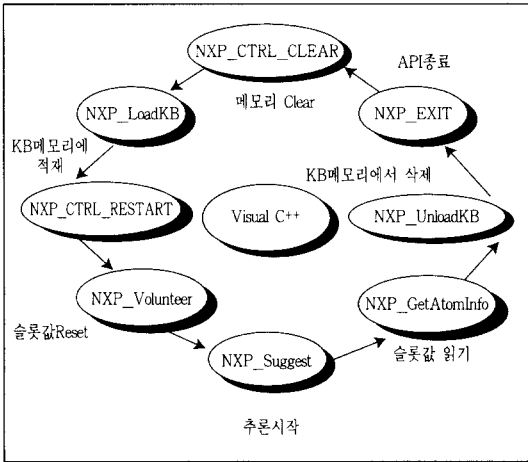 NXP_CTRL_CLEAR
API종료
메모리 Clear
NXP_LoadKB
NXP_EXIT
KB메모리에
적재
KB메모리에서 삭제
NXP_CTRL_RESTART
Visual C++
NXP_UnloadKB
NXP_Volunteer
NXP_GetAtomInfo
슬롯값Reset
NXP_Suggest
슬롯값 읽기
추론시작